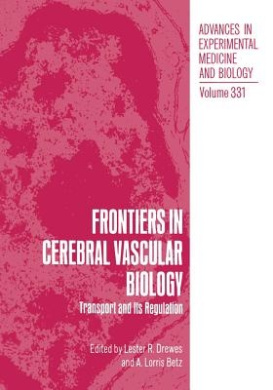 ADVANCES IN
EXPERIMENTAL
MEDICINE
AND BIOLOGY
Volume 331
FRONTIERS IN
CEREBRAL VASCULAR
BIOLOGY
Transport and Its Regulation
Edited by Lester R. Drewes
and A. Lorris Betz